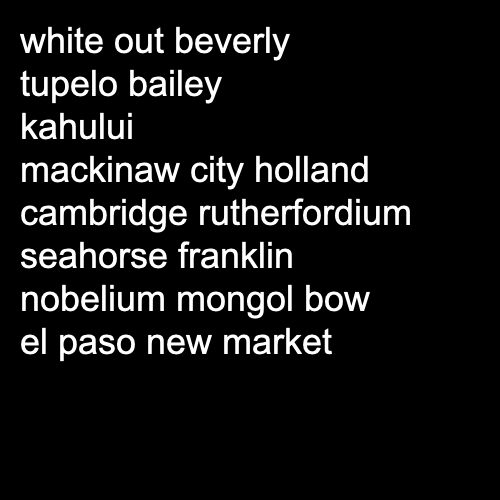 white out beverly
tupelo bailey
kahului
mackinaw city holland
cambridge rutherfordium
seahorse franklin
nobelium mongol bow
el paso new market